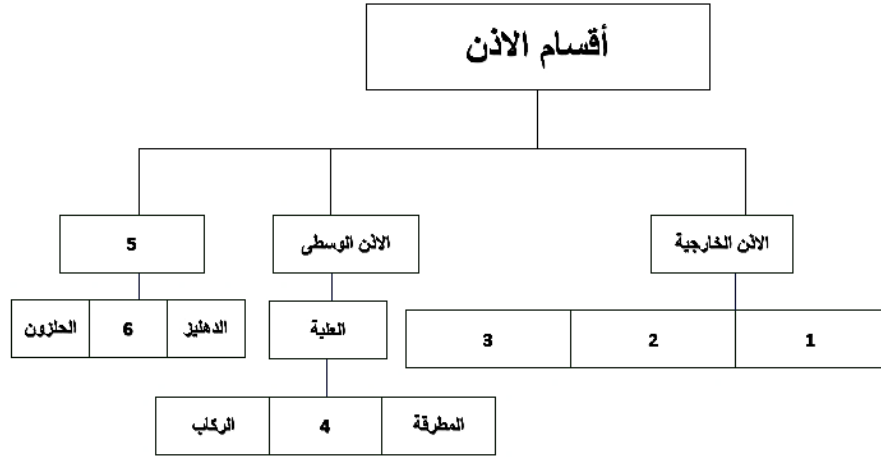 أقسام الاذن
الاذن الخارجية
الاذن الوسطى
5
1
2
3
العلبة
الدهليز
6
الحلزون
المطرقة
4
الركاب